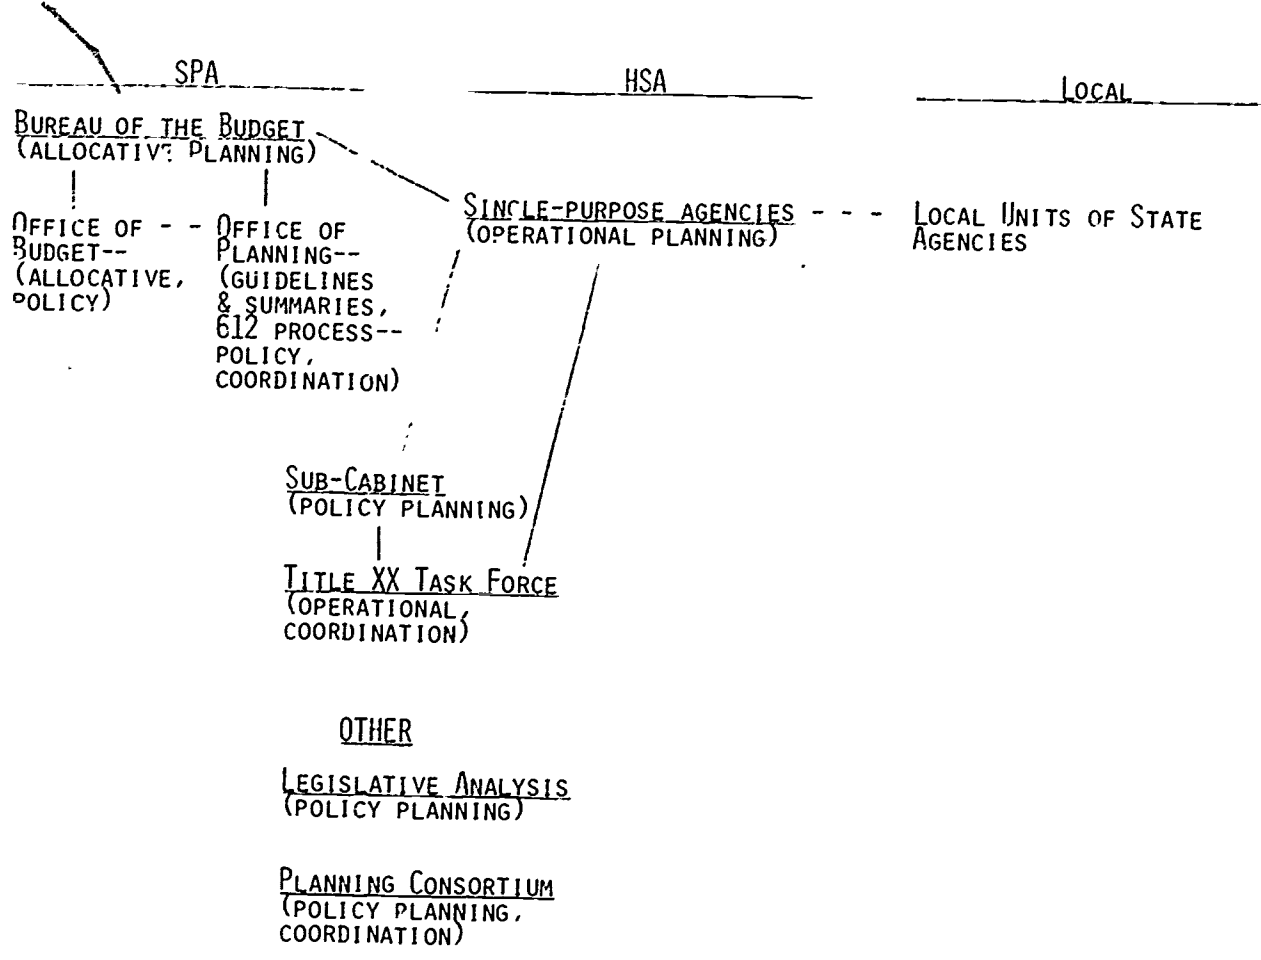 SPA
HSA
LOCAL
BUREAU OF THE BUDGET
(ALLOCATIVE PLANNING)
SINGLE-PURPOSE AGENCIES - - -
(OPERATIONAL PLANNING)
LOCAL UNITS OF STATE
AGENCIES
OFFICE OF - -
BUDGET--
(ALLOCATIVE,
POLICY)
OFFICE OF
PLANNING--
(GUIDELINES
& SUMMARIES,
612 PROCESS--
POLICY,
COORDINATION)
SUB-CABINET
(POLICY PLANNING)
TITLE XX TASK FORCE
(OPERATIONAL,
COORDINATION)
OTHER
LEGISLATIVE ANALYSIS
(POLICY PLANNING)
PLANNING CONSORTIUM
(POLICY PLANNING,
COORDINATION)